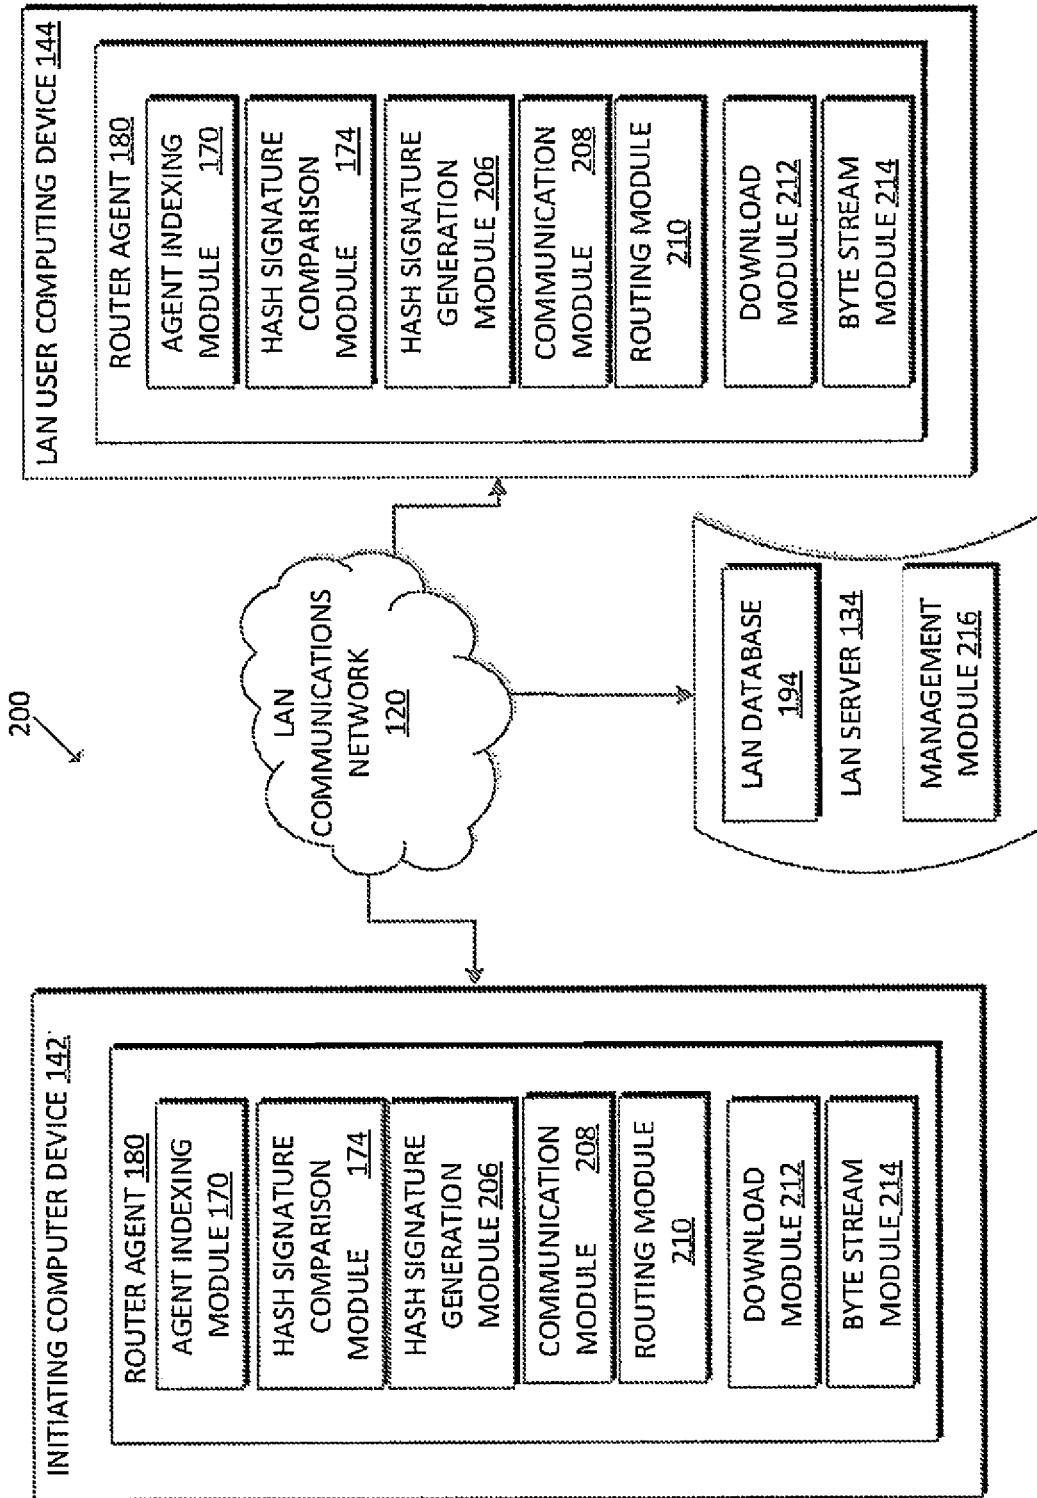 200
INITIATING COMPUTER DEVICE 142
ROUTER AGENT 180
AGENT INDEXING
MODULE 170
HASH SIGNATURE
COMPARISON
MODULE 174
HASH SIGNATURE
GENERATION
MODULE 206
COMMUNICATION
MODULE 208
ROUTING MODULE
210
DOWNLOAD
MODULE 212
BYTE STREAM
MODULE 214
LAN
COMMUNICATIONS
NETWORK
120
LAN DATABASE
194
LAN SERVER 134
MANAGEMENT
MODULE 216
LAN USER COMPUTING DEVICE 144
ROUTER AGENT 180
AGENT INDEXING
MODULE 170
HASH SIGNATURE
COMPARISON
MODULE 174
HASH SIGNATURE
GENERATION
MODULE 206
COMMUNICATION
MODULE 208
ROUTING MODULE
210
DOWNLOAD
MODULE 212
BYTE STREAM
MODULE 214